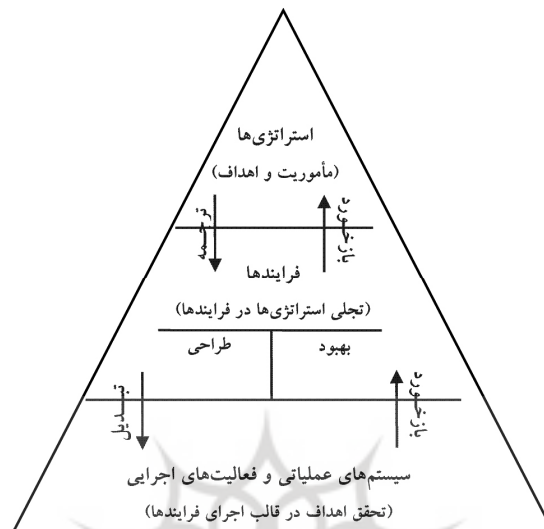 استراتژی‌ها
(مأموریت و اهداف)
بازخورد
ترجمه
فرایندها
(تجلی استراتژی‌ها در فرایندها)
بهبود
طراحی
بازخورد
تبدیل
سیستم‌های عملیاتی و فعالیت‌های اجرایی
(تحقق اهداف در قالب اجرای فرایندها)